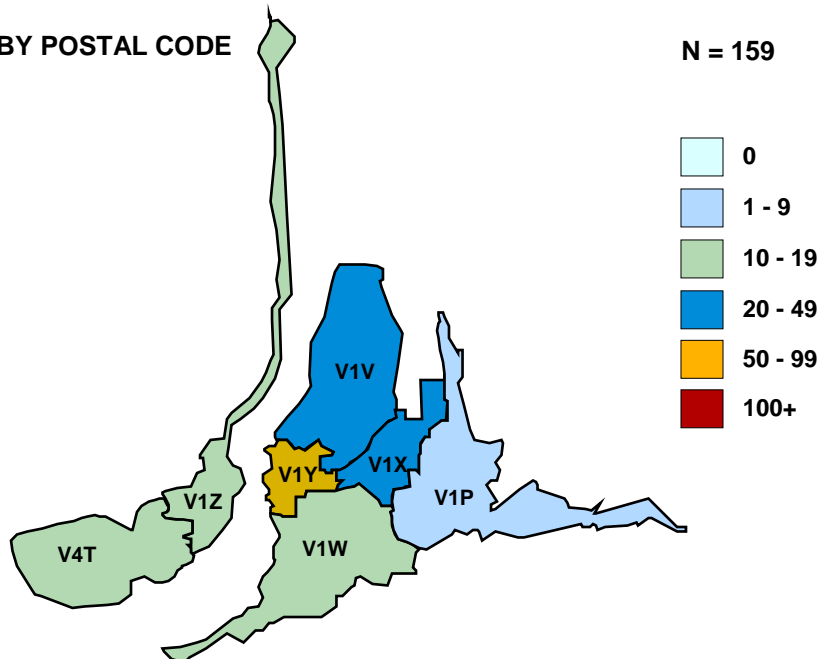 BY POSTAL CODE
N = 159
0
1 - 9
10 - 19
20 - 49
50 - 99
100+
V1V
V1X
V1Y
V1P
V1Z
V1W
V4T